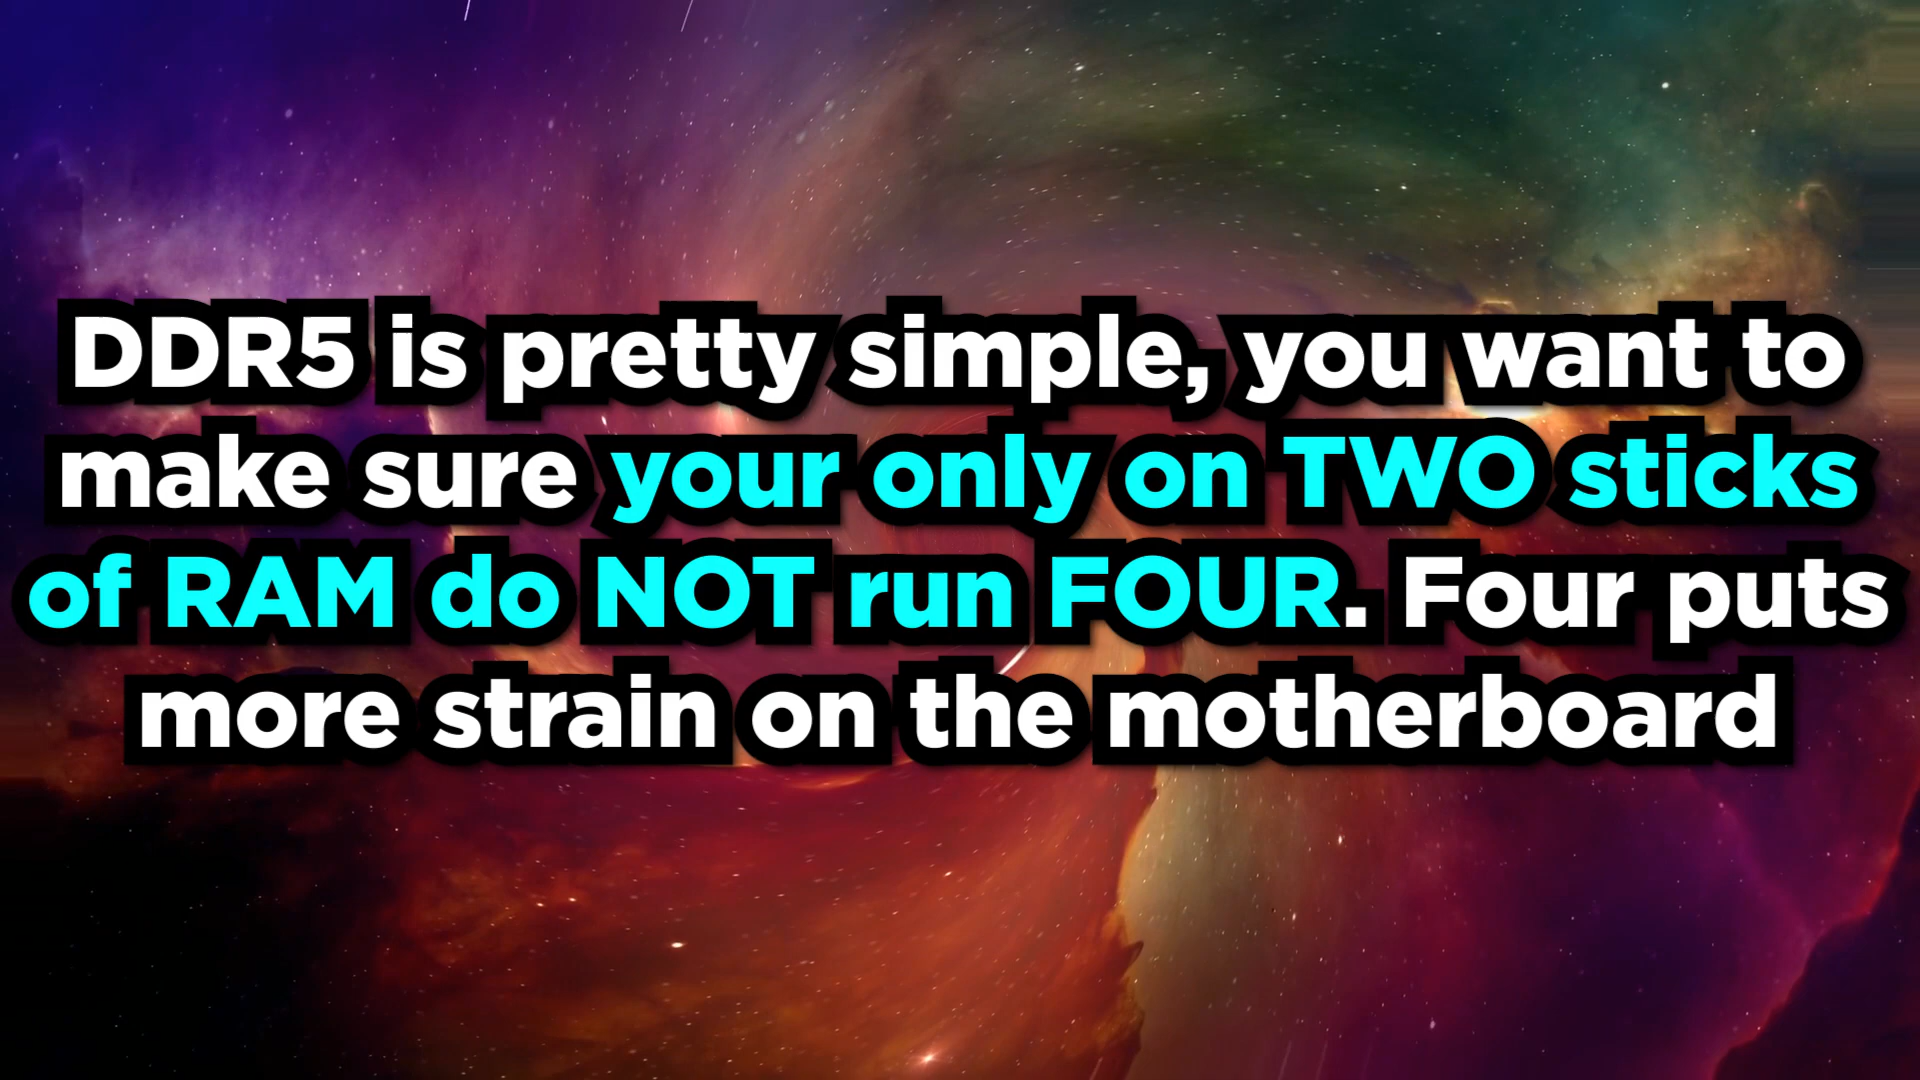 DDR5 is pretty simple, you want to
make sure your only on TWO sticks
of RAM do NOT run FOUR. Four puts
more strain on the motherboard